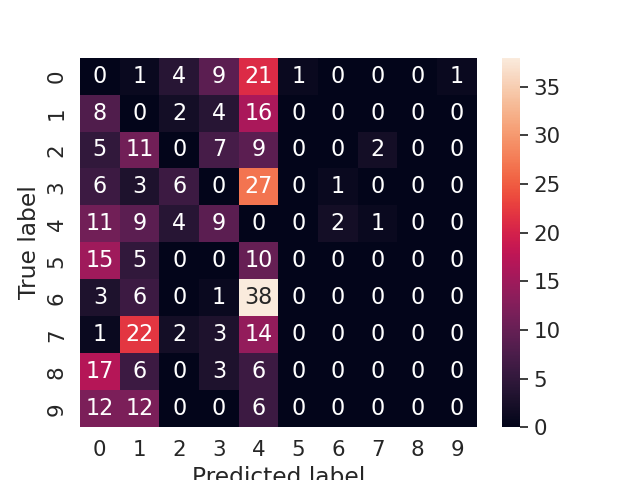 0 0 1 4 9 21 1 0 0 0 1
1 8 0 2 4 16 0 0 0 0 0
2 5 11 0 7 9 0 0 2 0 0
3 6 3 6 0 27 0 1 0 0 0
4 11 9 4 9 0 0 2 1 0 0
5 15 5 0 0 10 0 0 0 0 0
6 3 6 0 1 38 0 0 0 0 0
7 1 22 2 3 14 0 0 0 0 0
8 17 6 0 3 6 0 0 0 0 0
9 12 12 0 0 6 0 0 0 0 0
0 1 2 3 4 5 6 7 8 9
Predicted label
True label
35
30
25
20
15
10
5
0